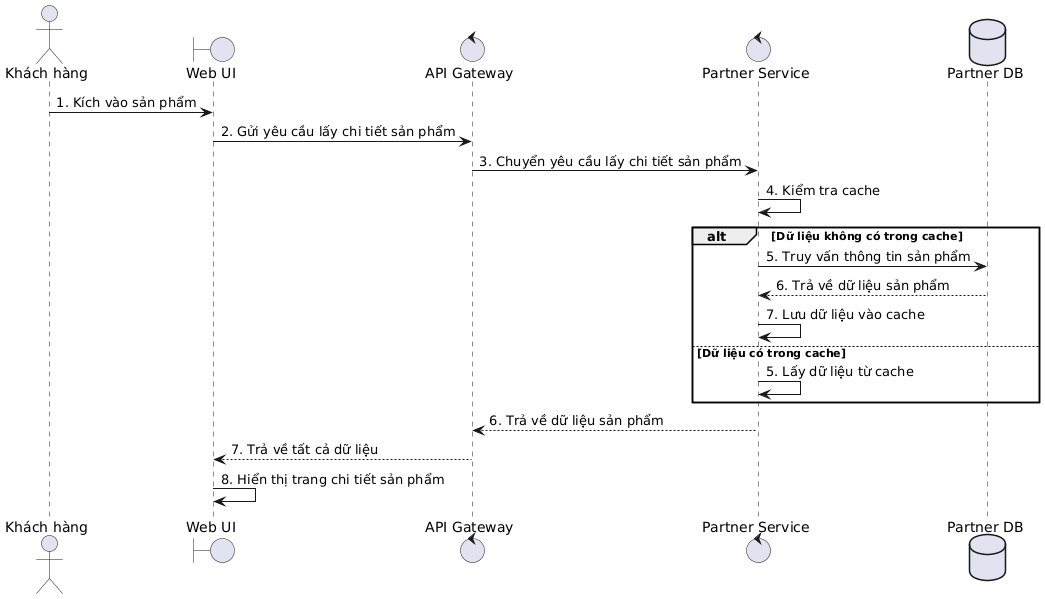 Khách hàng
Web UI
API Gateway
Partner Service
Partner DB
1. Kích vào sản phẩm
2. Gửi yêu cầu lấy chi tiết sản phẩm
3. Chuyển yêu cầu lấy chi tiết sản phẩm
4. Kiểm tra cache
alt [Dữ liệu không có trong cache]
5. Truy vấn thông tin sản phẩm
6. Trả về dữ liệu sản phẩm
7. Lưu dữ liệu vào cache
[Dữ liệu có trong cache]
5. Lấy dữ liệu từ cache
6. Trả về dữ liệu sản phẩm
7. Trả về tất cả dữ liệu
8. Hiển thị trang chi tiết sản phẩm
Khách hàng
Web UI
API Gateway
Partner Service
Partner DB